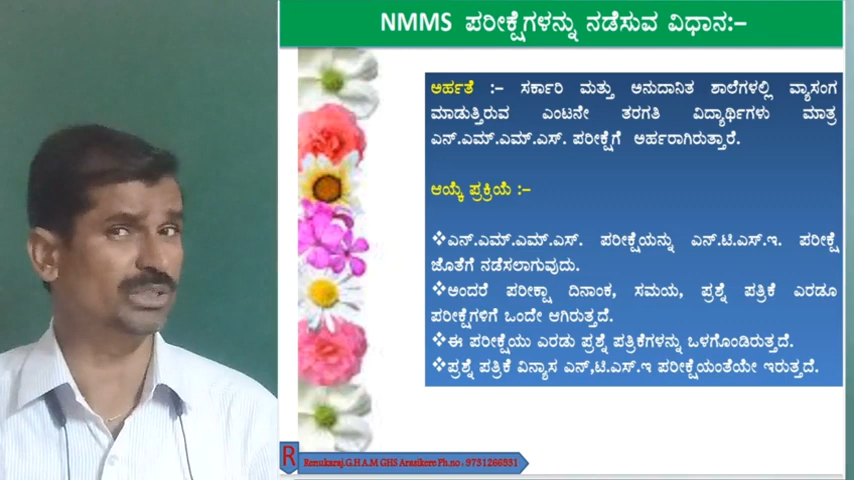 NMMS ಪರೀಕ್ಷೆಗಳನ್ನು ನಡೆಸುವ ವಿಧಾನ:–
ಅರ್ಹತೆ :– ಸರ್ಕಾರಿ ಮತ್ತು ಅನುದಾನಿತ ಶಾಲೆಗಳಲ್ಲಿ ವ್ಯಾಸಂಗ
ಮಾಡುತ್ತಿರುವ ಎಂಟನೇ ತರಗತಿ ವಿದ್ಯಾರ್ಥಿಗಳು ಮಾತ್ರ
ಎನ್.ಎಮ್.ಎಮ್.ಎಸ್. ಪರೀಕ್ಷೆಗೆ ಅರ್ಹರಾಗಿರುತ್ತಾರೆ.
ಆಯ್ಕೆ ಪ್ರಕ್ರಿಯೆ :–
❖ಎನ್.ಎಮ್.ಎಮ್.ಎಸ್. ಪರೀಕ್ಷೆಯನ್ನು ಎನ್.ಟಿ.ಎಸ್.ಇ. ಪರೀಕ್ಷೆ
ಜೊತೆಗೆ ನಡೆಸಲಾಗುವುದು.
❖ಅಂದರೆ ಪರೀಕ್ಷಾ ದಿನಾಂಕ, ಸಮಯ, ಪ್ರಶ್ನೆ ಪತ್ರಿಕೆ ಎರಡೂ
ಪರೀಕ್ಷೆಗಳಿಗೆ ಒಂದೇ ಆಗಿರುತ್ತದೆ.
❖ಈ ಪರೀಕ್ಷೆಯು ಎರಡು ಪ್ರಶ್ನೆ ಪತ್ರಿಕೆಗಳನ್ನು ಒಳಗೊಂಡಿರುತ್ತದೆ.
❖ಪ್ರಶ್ನೆ ಪತ್ರಿಕೆ ವಿನ್ಯಾಸ ಎನ್,ಟಿ.ಎಸ್.ಇ ಪರೀಕ್ಷೆಯಂತೆಯೇ ಇರುತ್ತದೆ.
R Renukaraj.G.H A.M GHS Arasikere Ph.no : 9731266851